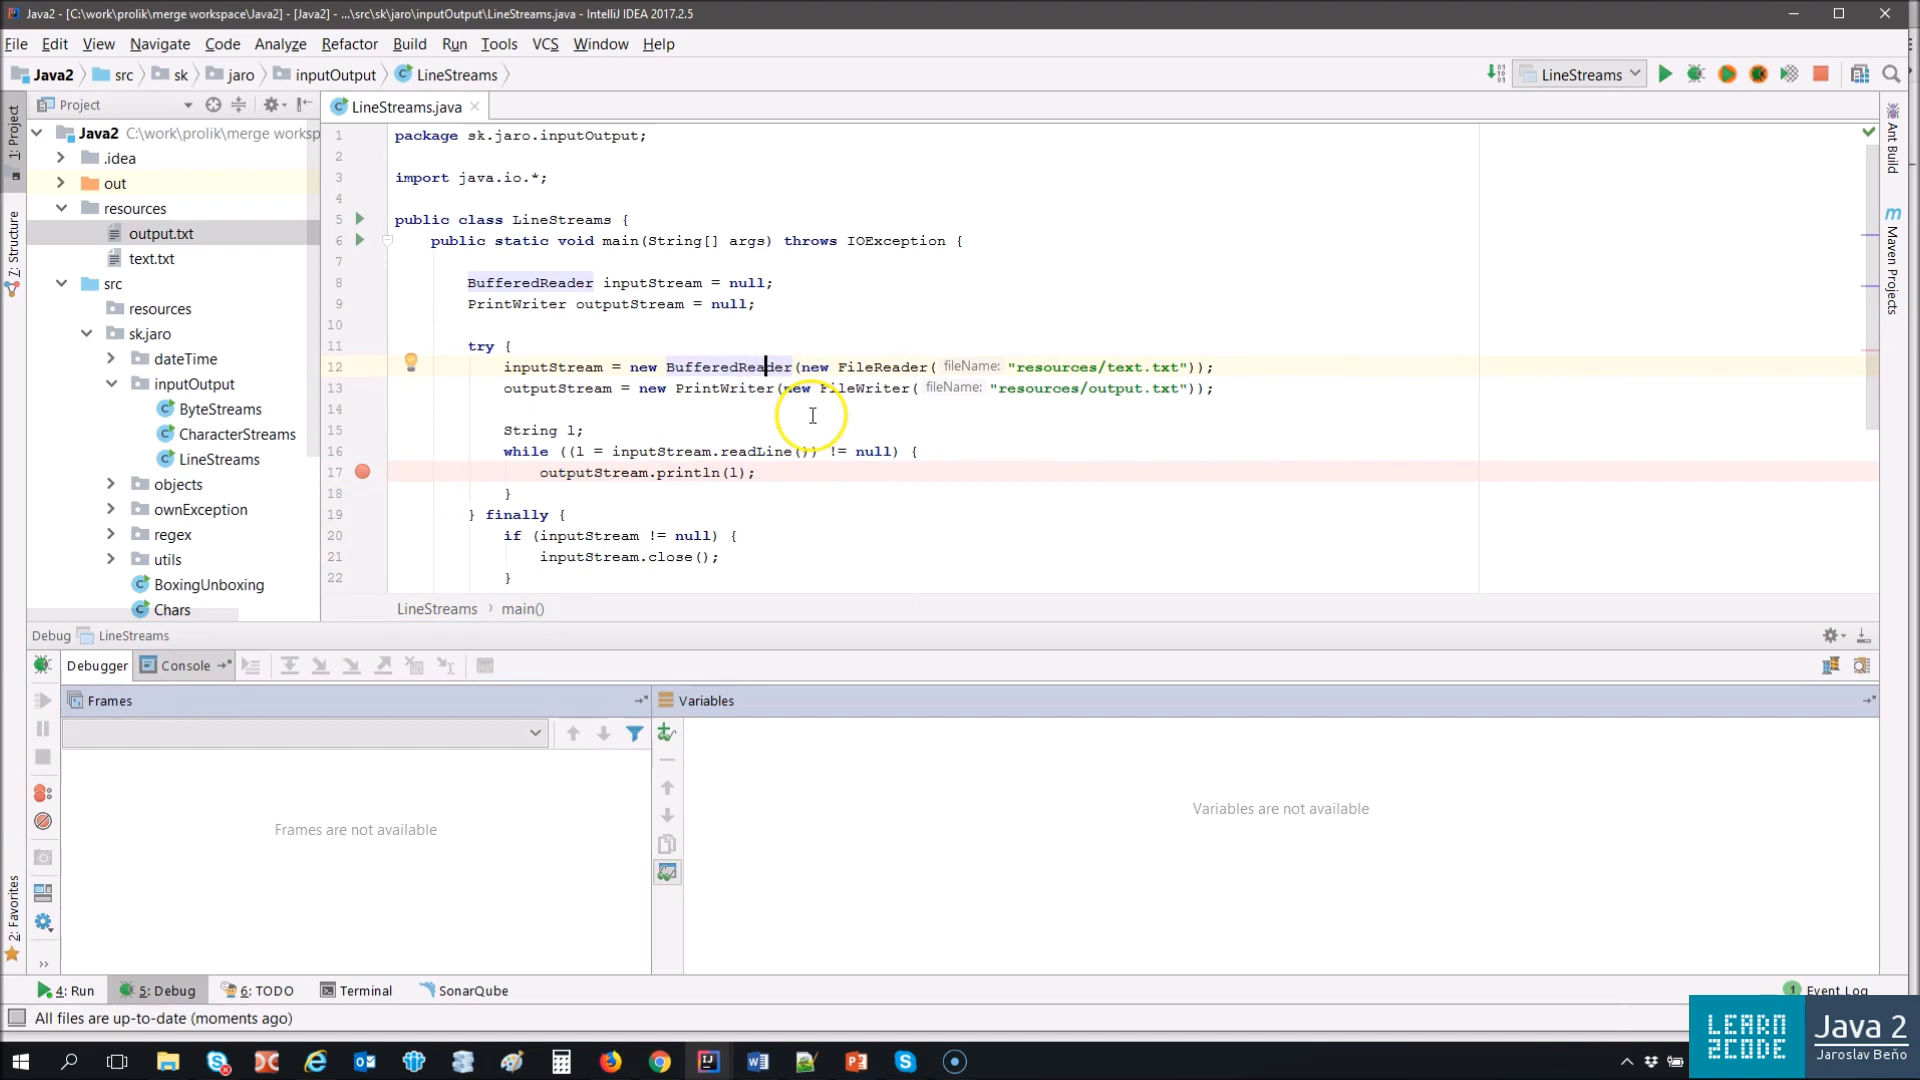 Java2 - [C:\work\prolik\merge workspace\Java2] - [Java2] - ...\src\sk\jaro\inputOutput\LineStreams.java - IntelliJ IDEA 2017.2.5
File Edit View Navigate Code Analyze Refactor Build Run Tools VCS Window Help
Java2 src sk jaro inputOutput LineStreams
LineStreams
Project
LineStreams.java
1: Project
7: Structure
2: Favorites
Ant Build
Maven Projects
Java2 C:\work\prolik\merge worksp
.idea
out
resources
output.txt
text.txt
src
resources
sk.jaro
dateTime
inputOutput
ByteStreams
CharacterStreams
LineStreams
objects
ownException
regex
utils
BoxingUnboxing
Chars
1 package sk.jaro.inputOutput;
2
3 import java.io.*;
4
5 public class LineStreams {
6 public static void main(String[] args) throws IOException {
7
8 BufferedReader inputStream = null;
9 PrintWriter outputStream = null;
10
11 try {
12 inputStream = new BufferedReader(new FileReader( fileName: "resources/text.txt"));
13 outputStream = new PrintWriter(new FileWriter( fileName: "resources/output.txt"));
14
15 String l;
16 while ((l = inputStream.readLine()) != null) {
17 outputStream.println(l);
18 }
19 } finally {
20 if (inputStream != null) {
21 inputStream.close();
22 }
LineStreams main()
Debug LineStreams
Debugger Console
Frames
Variables
Frames are not available
Variables are not available
4: Run 5: Debug 6: TODO Terminal SonarQube
1 Event Log
All files are up-to-date (moments ago)
LEARN
2CODE
Java 2
Jaroslav Beňo